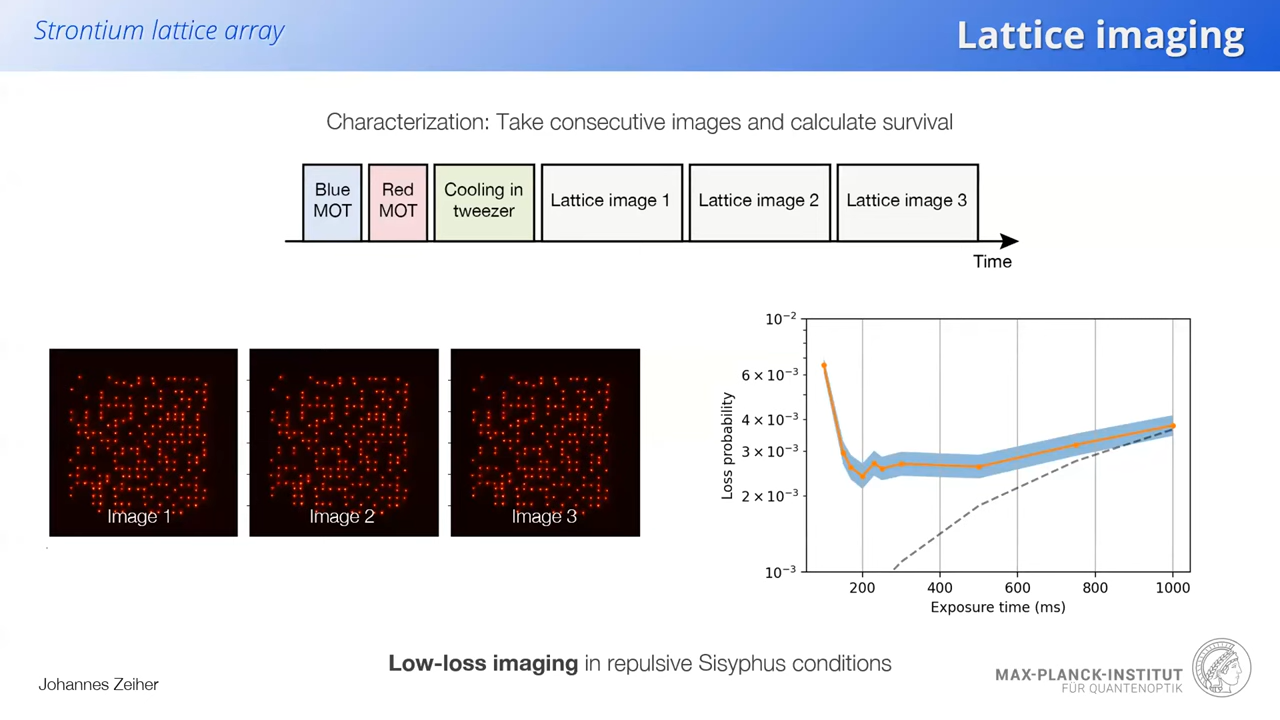 Strontium lattice array
Lattice imaging
Characterization: Take consecutive images and calculate survival
Blue
MOT
Red
MOT
Cooling in
tweezer
Lattice image 1
Lattice image 2
Lattice image 3
Time
Image 1
Image 2
Image 3
Loss probability
10⁻²
6 × 10⁻³
4 × 10⁻³
3 × 10⁻³
2 × 10⁻³
10⁻³
200
400
600
800
1000
Exposure time (ms)
Low-loss imaging in repulsive Sisyphus conditions
Johannes Zeiher
MAX-PLANCK-INSTITUT
FÜR QUANTENOPTIK